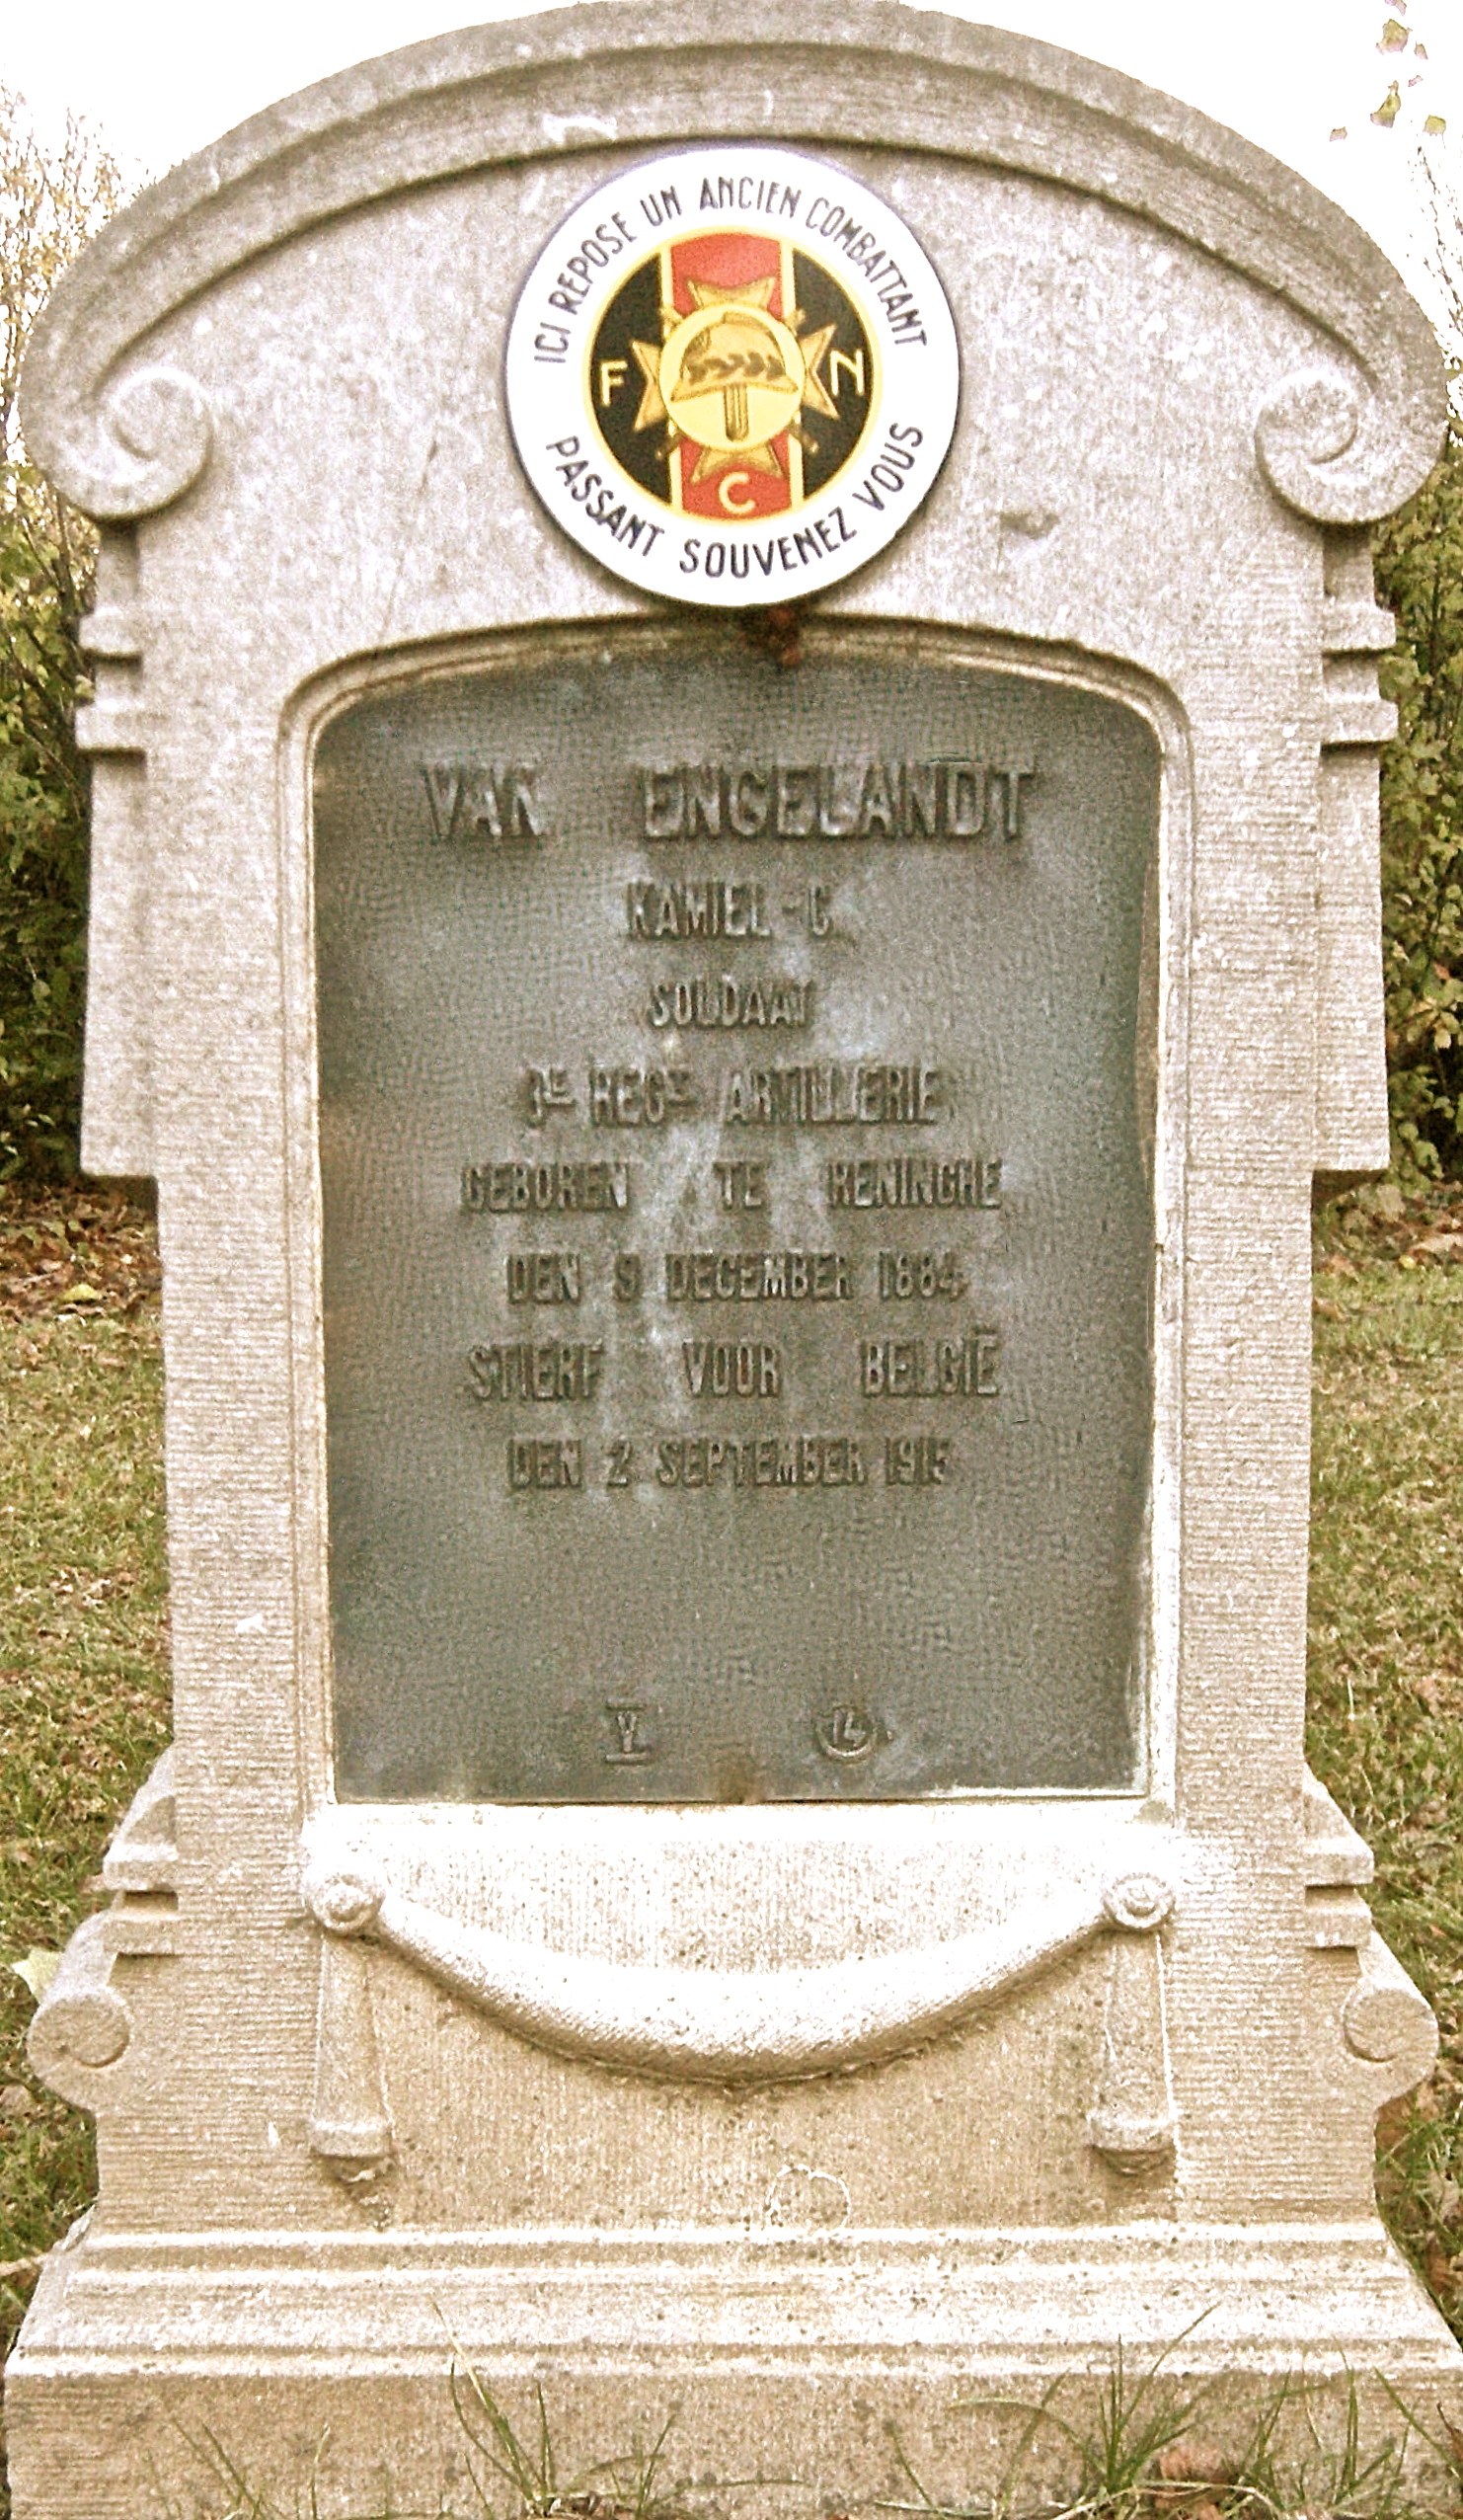 ICI REPOSE UN ANCIEN COMBATTANT
F N
C
PASSANT SOUVENEZ VOUS
VAN ENGELANDT
KAMIEL - C.
SOLDAAT
3E REGT ARTILLERIE
GEBOREN TE RENINGHE
DEN 9 DECEMBER 1884
STIERF VOOR BELGIË
DEN 2 SEPTEMBER 1915
V